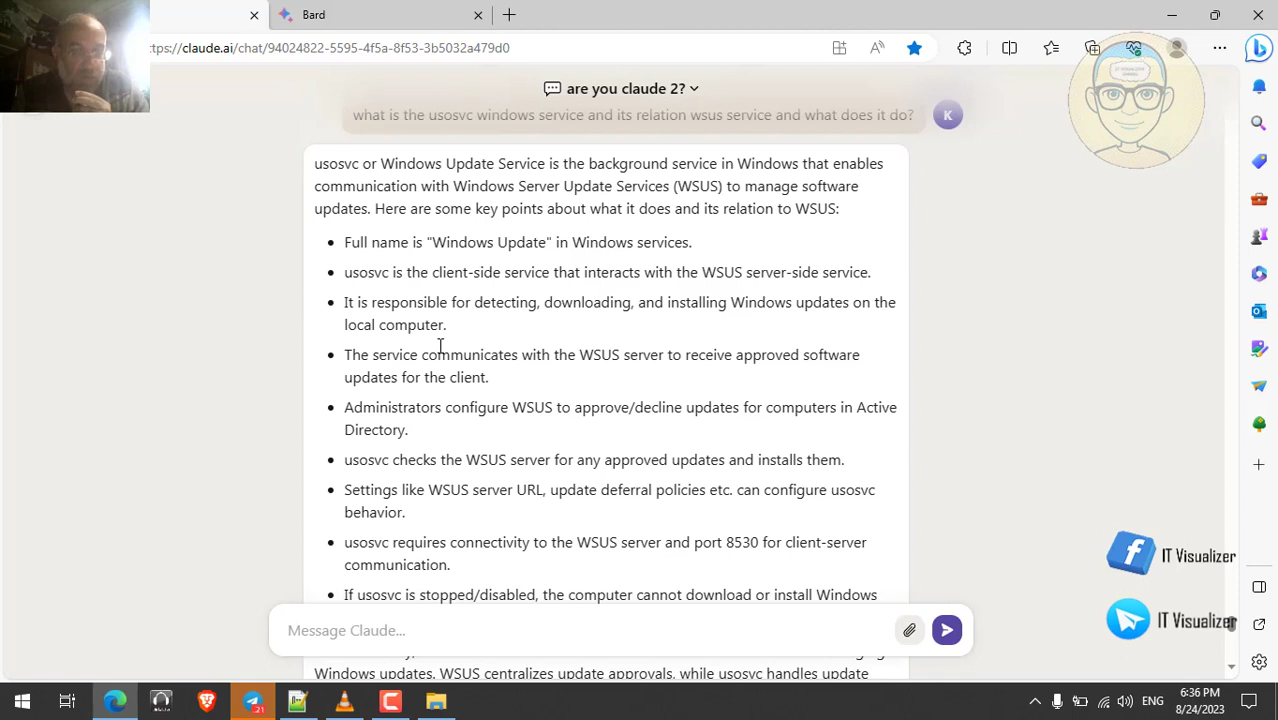 Bard
ttps://claude.ai/chat/94024822-5595-4f5a-8f53-3b5032a479d0
are you claude 2?
what is the usosvc windows service and its relation wsus service and what does it do?
K
usosvc or Windows Update Service is the background service in Windows that enables
communication with Windows Server Update Services (WSUS) to manage software
updates. Here are some key points about what it does and its relation to WSUS:
• Full name is "Windows Update" in Windows services.
• usosvc is the client-side service that interacts with the WSUS server-side service.
• It is responsible for detecting, downloading, and installing Windows updates on the
local computer.
• The service communicates with the WSUS server to receive approved software
updates for the client.
• Administrators configure WSUS to approve/decline updates for computers in Active
Directory.
• usosvc checks the WSUS server for any approved updates and installs them.
• Settings like WSUS server URL, update deferral policies etc. can configure usosvc
behavior.
• usosvc requires connectivity to the WSUS server and port 8530 for client-server
communication.
• If usosvc is stopped/disabled, the computer cannot download or install Windows
Message Claude...
Windows updates. WSUS centralizes update approvals, while usosvc handles update
IT VISUALIZER
IT Visualizer
IT Visualizer
21
ENG
6:36 PM
8/24/2023